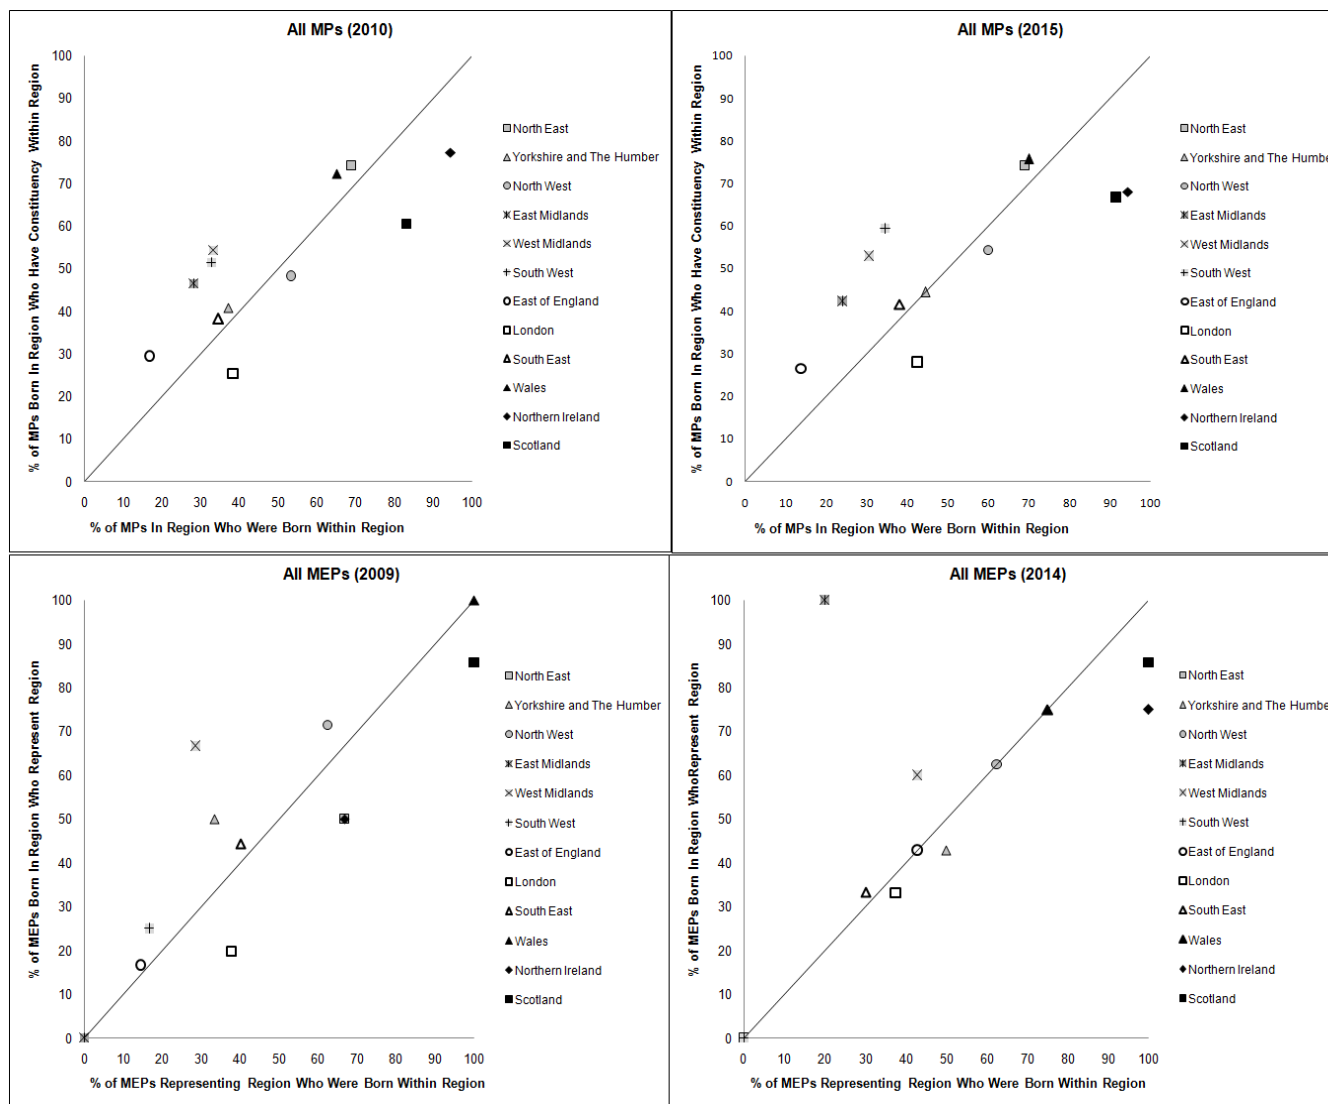 All MPs (2010)
% of MPs Born In Region Who Have Constituency Within Region
100
90
80
70
60
50
40
30
20
10
0
0 10 20 30 40 50 60 70 80 90 100
% of MPs In Region Who Were Born Within Region
North East
Yorkshire and The Humber
North West
East Midlands
West Midlands
South West
East of England
London
South East
Wales
Northern Ireland
Scotland
All MPs (2015)
% of MPs Born In Region Who Have Constituency Within Region
100
90
80
70
60
50
40
30
20
10
0
0 10 20 30 40 50 60 70 80 90 100
% of MPs In Region Who Were Born Within Region
North East
Yorkshire and The Humbe
North West
East Midlands
West Midlands
South West
East of England
London
South East
Wales
Northern Ireland
Scotland
All MEPs (2009)
% of MEPs Born In Region Who Represent Region
100
90
80
70
60
50
40
30
20
10
0
0 10 20 30 40 50 60 70 80 90 100
% of MEPs Representing Region Who Were Born Within Region
North East
Yorkshire and The Humber
North West
East Midlands
West Midlands
South West
East of England
London
South East
Wales
Northern Ireland
Scotland
All MEPs (2014)
% of MEPs Born In Region WhoRepresent Region
100
90
80
70
60
50
40
30
20
10
0
0 10 20 30 40 50 60 70 80 90 100
% of MEPs Representing Region Who Were Born Within Region
North East
Yorkshire and The Humbe
North West
East Midlands
West Midlands
South West
East of England
London
South East
Wales
Northern Ireland
Scotland